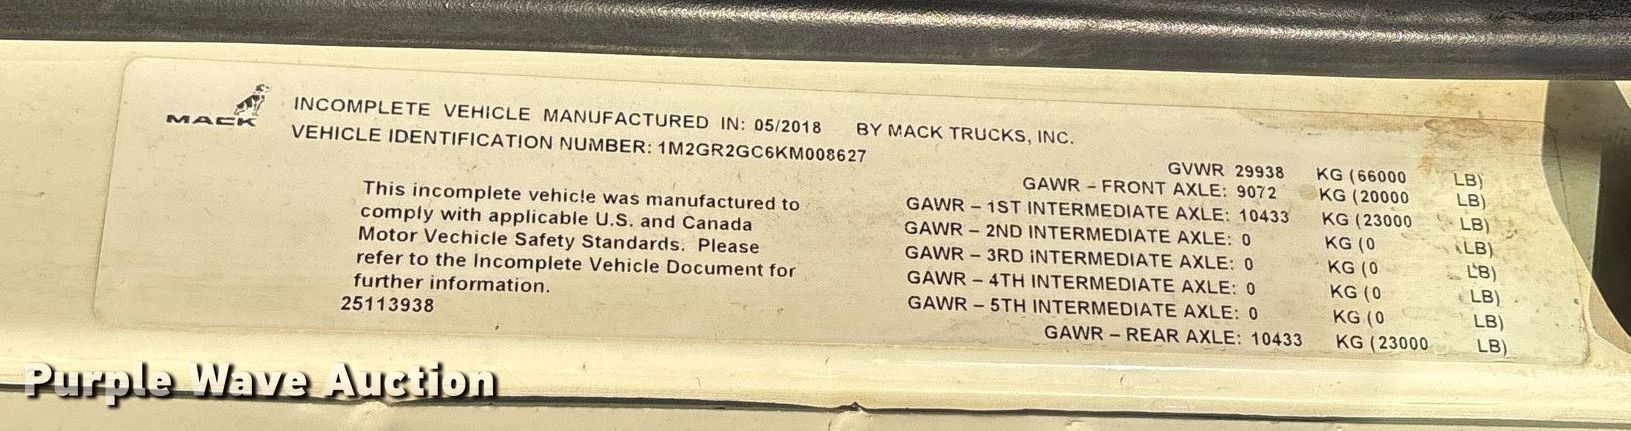 MACK
INCOMPLETE VEHICLE MANUFACTURED IN: 05/2018 BY MACK TRUCKS, INC.
VEHICLE IDENTIFICATION NUMBER: 1M2GR2GC6KM008627
This incomplete vehicle was manufactured to
comply with applicable U.S. and Canada
Motor Vechicle Safety Standards. Please
refer to the Incomplete Vehicle Document for
further information.
25113938
GVWR 29938 KG (66000 LB)
GAWR – FRONT AXLE: 9072 KG (20000 LB)
GAWR – 1ST INTERMEDIATE AXLE: 10433 KG (23000 LB)
GAWR – 2ND INTERMEDIATE AXLE: 0 KG (0 LB)
GAWR – 3RD INTERMEDIATE AXLE: 0 KG (0 LB)
GAWR – 4TH INTERMEDIATE AXLE: 0 KG (0 LB)
GAWR – 5TH INTERMEDIATE AXLE: 0 KG (0 LB)
GAWR – REAR AXLE: 10433 KG (23000 LB)
Purple Wave Auction